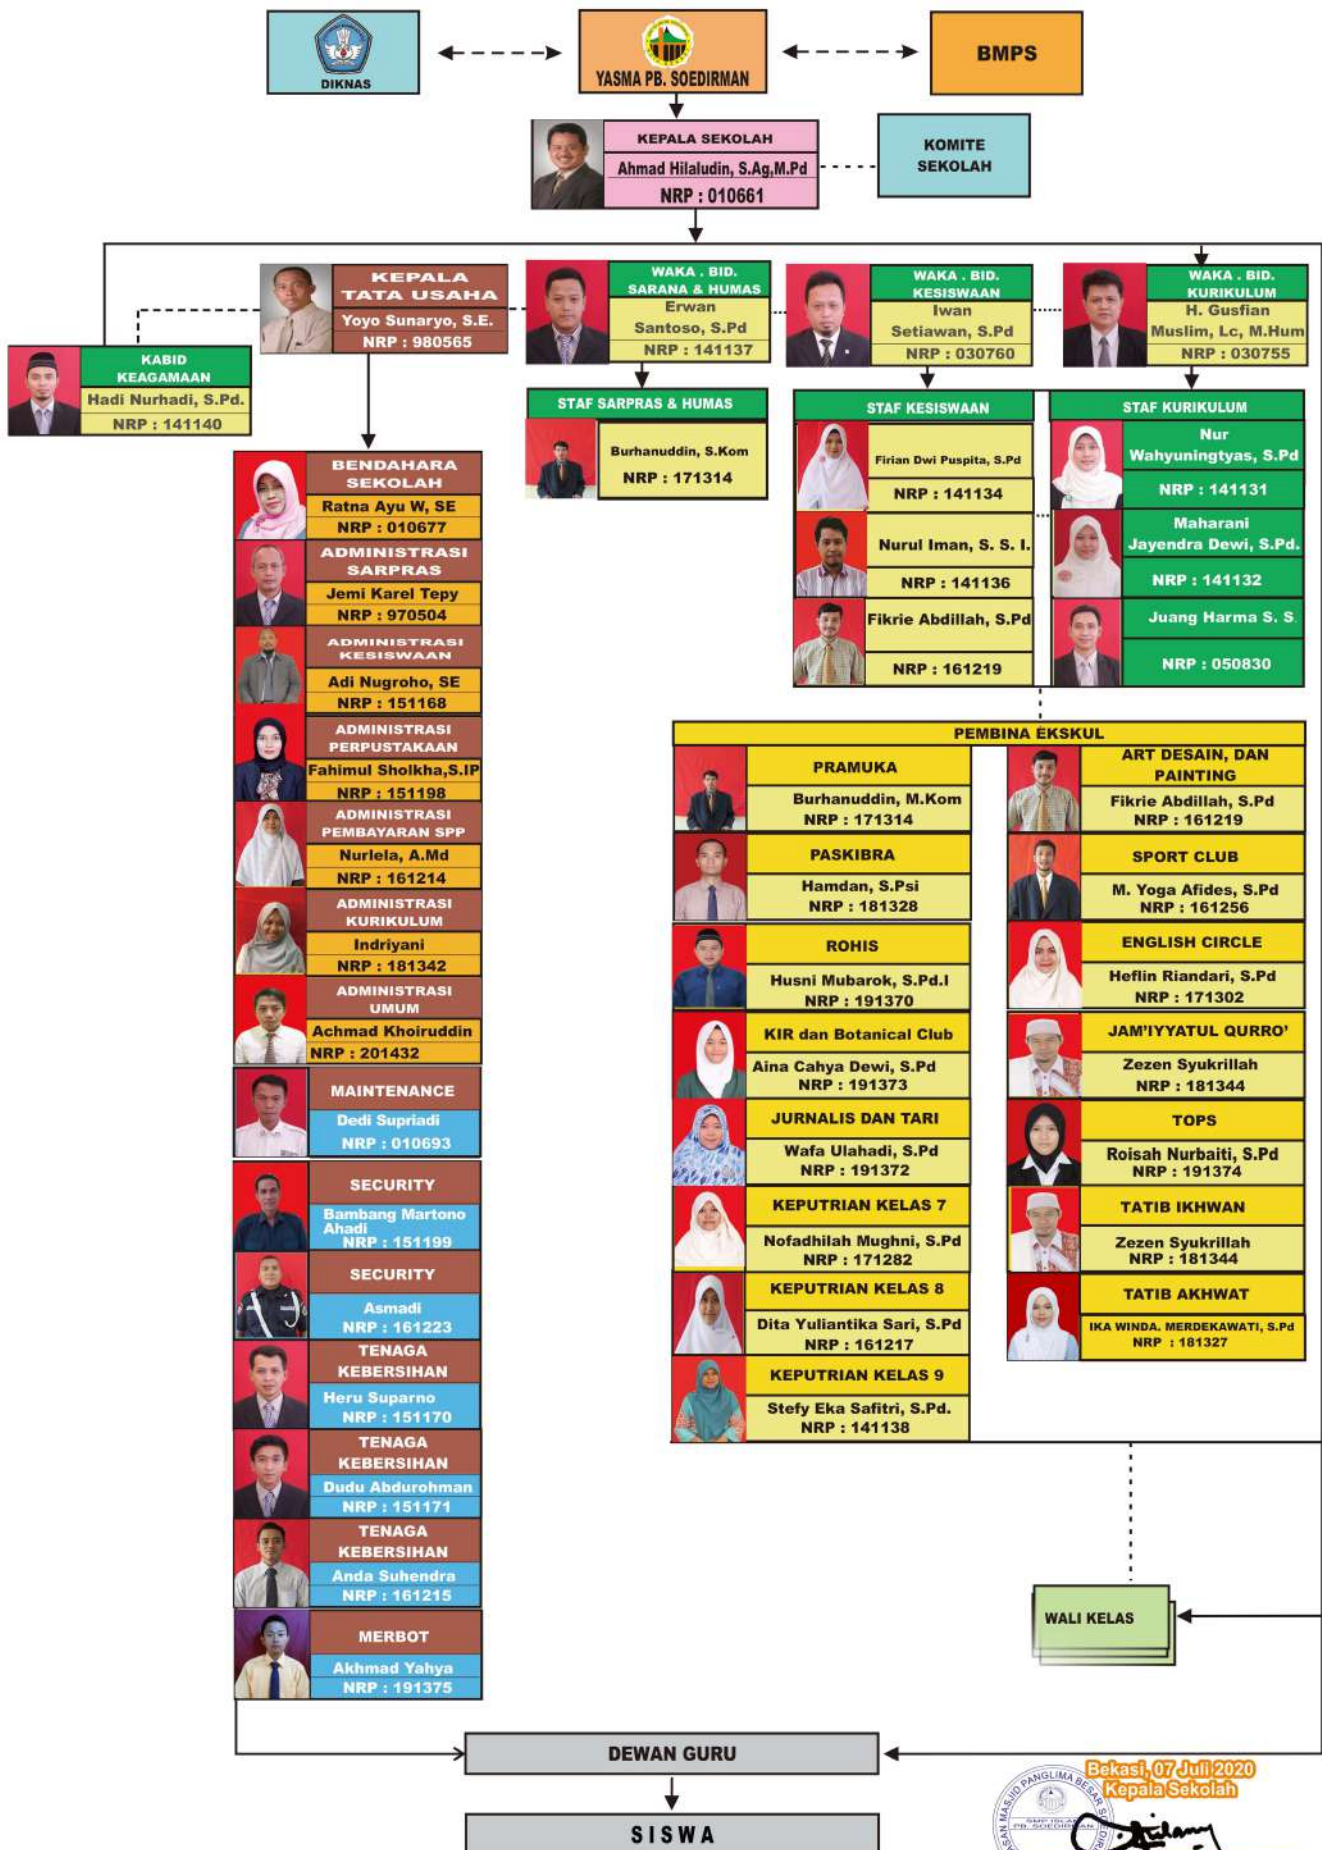 DIKNAS
YASMA PB. SOEDIRMAN
BMPS
KEPALA SEKOLAH
Ahmad Hilaludin, S.Ag,M.Pd
NRP : 010661
KOMITE
SEKOLAH
KEPALA
TATA USAHA
Yoyo Sunaryo, S.E.
NRP : 980565
WAKA . BID.
SARANA & HUMAS
Erwan
Santoso, S.Pd
NRP : 141137
WAKA . BID.
KESISWAAN
Iwan
Setiawan, S.Pd
NRP : 030760
WAKA . BID.
KURIKULUM
H. Gusfian
Muslim, Lc, M.Hum
NRP : 030755
KABID
KEAGAMAAN
Hadi Nurhadi, S.Pd.
NRP : 141140
STAF SARPRAS & HUMAS
Burhanuddin, S.Kom
NRP : 171314
STAF KESISWAAN
Firian Dwi Puspita, S.Pd
NRP : 141134
Nurul Iman, S. S. I.
NRP : 141136
Fikrie Abdillah, S.Pd
NRP : 161219
STAF KURIKULUM
Nur
Wahyuningtyas, S.Pd
NRP : 141131
Maharani
Jayendra Dewi, S.Pd.
NRP : 141132
Juang Harma S. S.
NRP : 050830
BENDAHARA
SEKOLAH
Ratna Ayu W, SE
NRP : 010677
ADMINISTRASI
SARPRAS
Jemi Karel Tepy
NRP : 970504
ADMINISTRASI
KESISWAAN
Adi Nugroho, SE
NRP : 151168
ADMINISTRASI
PERPUSTAKAAN
Fahimul Sholkha,S.IP
NRP : 151198
ADMINISTRASI
PEMBAYARAN SPP
Nurlela, A.Md
NRP : 161214
ADMINISTRASI
KURIKULUM
Indriyani
NRP : 181342
ADMINISTRASI
UMUM
Achmad Khoiruddin
NRP : 201432
MAINTENANCE
Dedi Supriadi
NRP : 010693
SECURITY
Bambang Martono
Ahadi
NRP : 151199
SECURITY
Asmadi
NRP : 161223
TENAGA
KEBERSIHAN
Heru Suparno
NRP : 151170
TENAGA
KEBERSIHAN
Dudu Abdurohman
NRP : 151171
TENAGA
KEBERSIHAN
Anda Suhendra
NRP : 161215
MERBOT
Akhmad Yahya
NRP : 191375
PEMBINA EKSKUL
PRAMUKA
Burhanuddin, M.Kom
NRP : 171314
PASKIBRA
Hamdan, S.Psi
NRP : 181328
ROHIS
Husni Mubarok, S.Pd.I
NRP : 191370
KIR dan Botanical Club
Aina Cahya Dewi, S.Pd
NRP : 191373
JURNALIS DAN TARI
Wafa Ulahadi, S.Pd
NRP : 191372
KEPUTRIAN KELAS 7
Nofadhilah Mughni, S.Pd
NRP : 171282
KEPUTRIAN KELAS 8
Dita Yuliantika Sari, S.Pd
NRP : 161217
KEPUTRIAN KELAS 9
Stefy Eka Safitri, S.Pd.
NRP : 141138
ART DESAIN, DAN
PAINTING
Fikrie Abdillah, S.Pd
NRP : 161219
SPORT CLUB
M. Yoga Afides, S.Pd
NRP : 161256
ENGLISH CIRCLE
Heflin Riandari, S.Pd
NRP : 171302
JAM'IYYATUL QURRO'
Zezen Syukrillah
NRP : 181344
TOPS
Roisah Nurbaiti, S.Pd
NRP : 191374
TATIB IKHWAN
Zezen Syukrillah
NRP : 181344
TATIB AKHWAT
IKA WINDA. MERDEKAWATI, S.Pd
NRP : 181327
WALI KELAS
DEWAN GURU
SISWA
Bekasi, 07 Juli 2020
Kepala Sekolah
MASJID PANGLIMA BESAR
SMP ISLAM
PB. SOEDIRMAN